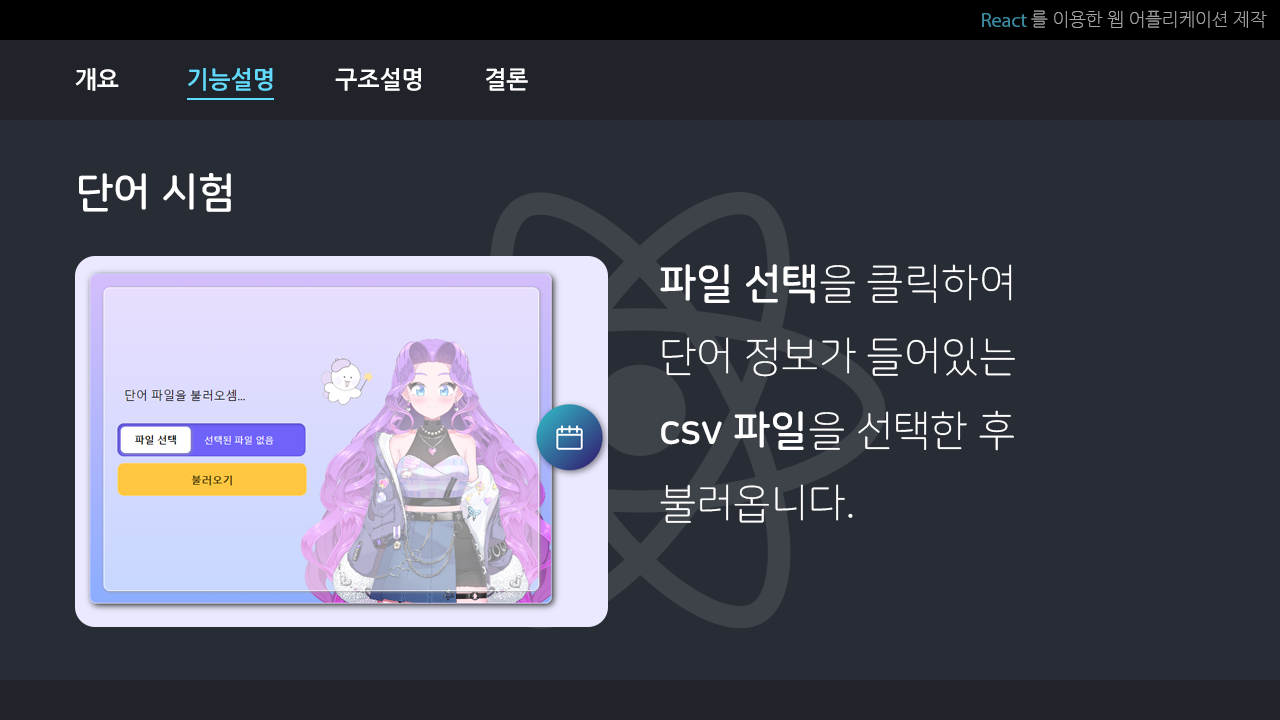 React 를 이용한 웹 어플리케이션 제작
개요 기능설명 구조설명 결론
단어 시험
단어 파일을 불러오셈...
파일 선택 선택된 파일 없음
불러오기
파일 선택을 클릭하여
단어 정보가 들어있는
csv 파일을 선택한 후
불러옵니다.